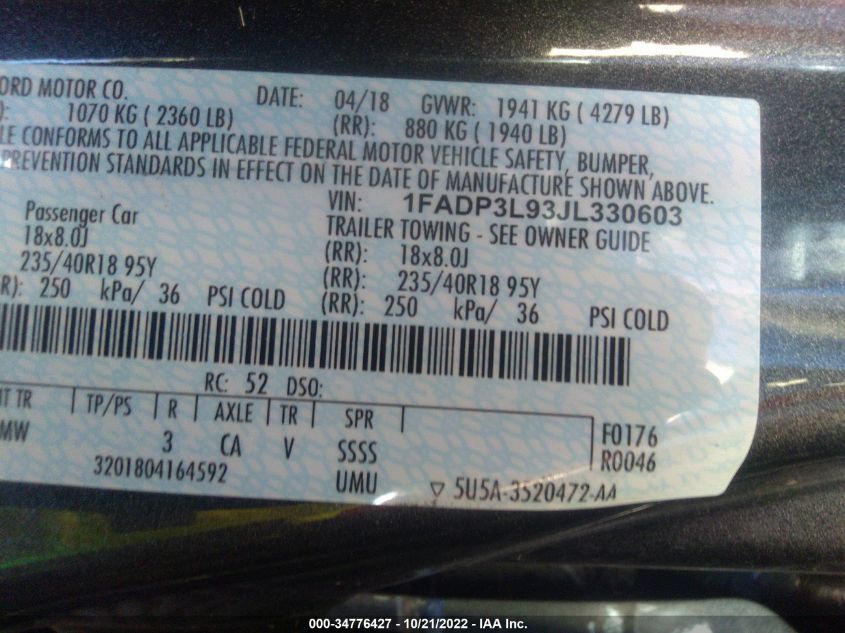 ORD MOTOR CO. DATE: 04/18 GVWR: 1941 KG ( 4279 LB)
): 1070 KG ( 2360 LB) (RR): 880 KG ( 1940 LB)
LE CONFORMS TO ALL APPLICABLE FEDERAL MOTOR VEHICLE SAFETY, BUMPER,
PREVENTION STANDARDS IN EFFECT ON THE DATE OF MANUFACTURE SHOWN ABOVE.
VIN: 1FADP3L93JL330603
Passenger Car TRAILER TOWING - SEE OWNER GUIDE
18x8.0J (RR): 18x8.0J
235/40R18 95Y (RR): 235/40R18 95Y
R): 250 kPa/ 36 PSI COLD (RR): 250 kPa/ 36 PSI COLD
RC: 52 DSO:
IT TR TP/PS R AXLE TR SPR F0176
MW 3 CA V SSSS R0046
3201804164592 UMU ▽ 5U5A-3520472-AA
000-34776427 - 10/21/2022 - IAA Inc.